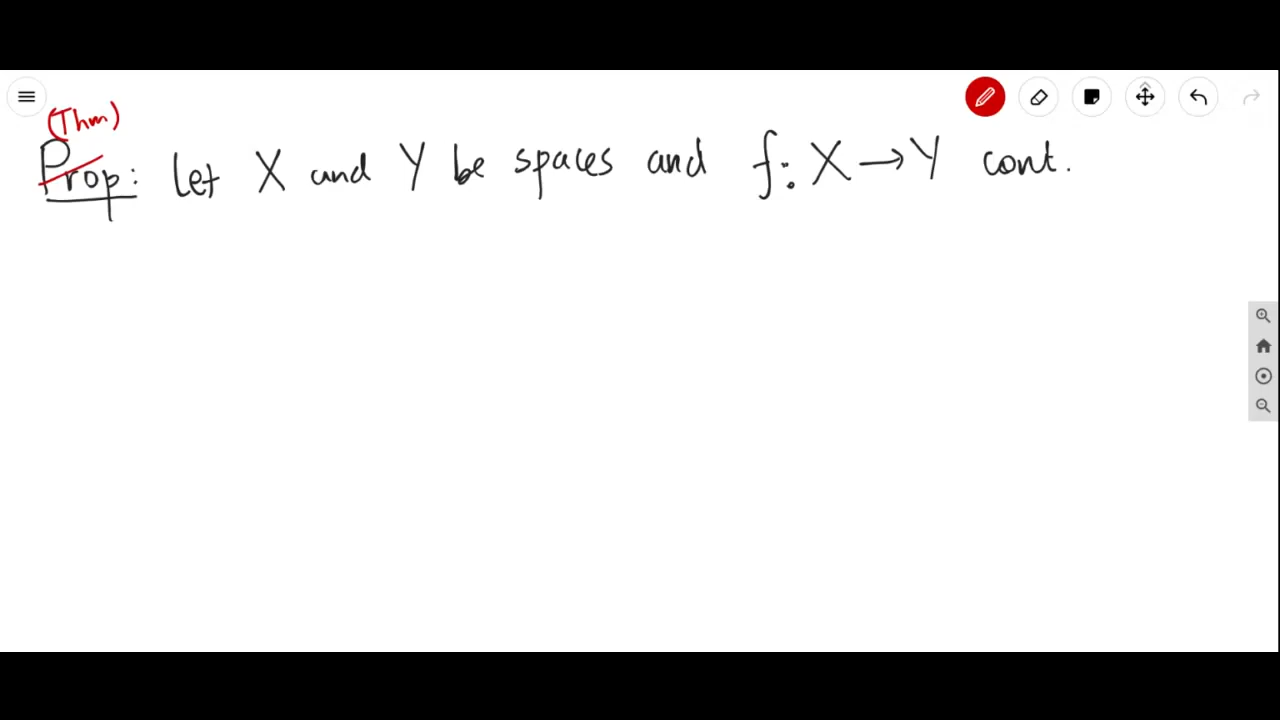 (Thm)
Prop: Let X and Y be spaces and f: X → Y cont.